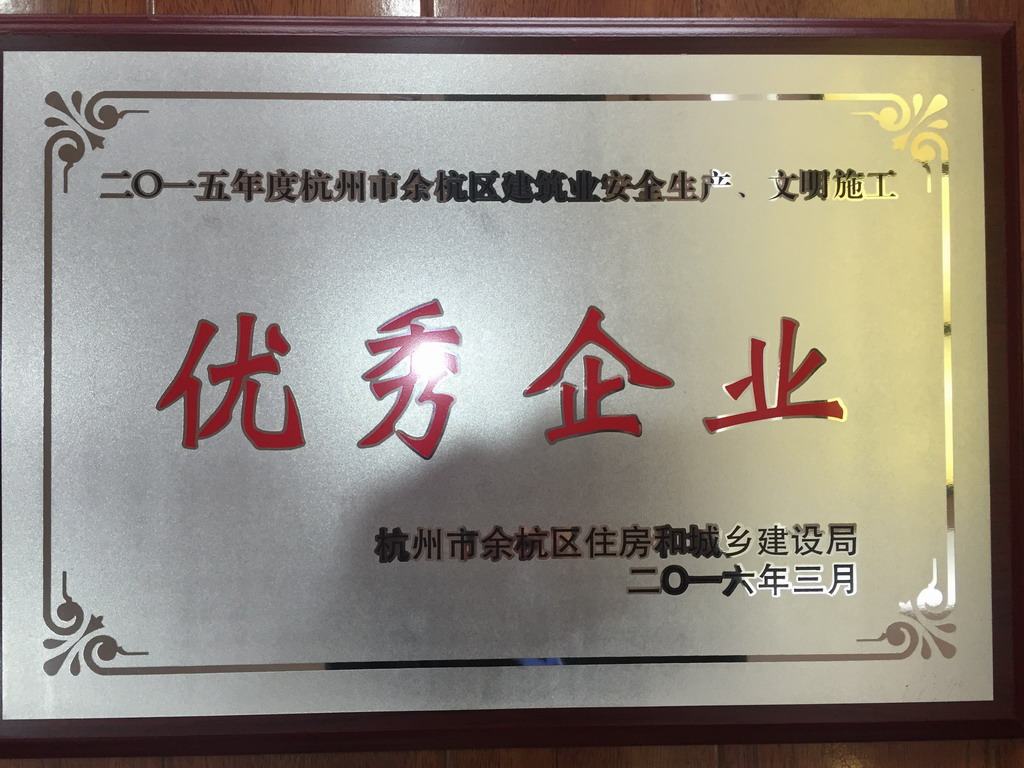 二〇一五年度杭州市余杭区建筑业安全生产、文明施工
优秀企业
杭州市余杭区住房和城乡建设局
二〇一六年三月